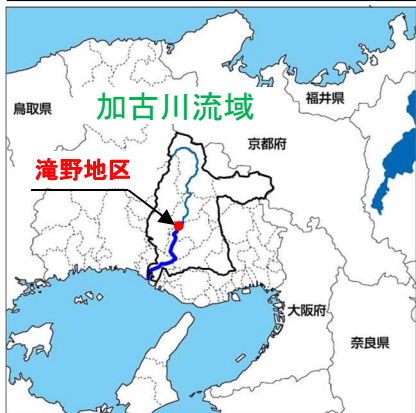 福井県
鳥取県
加古川流域
京都府
滝野地区
大阪府
奈良県